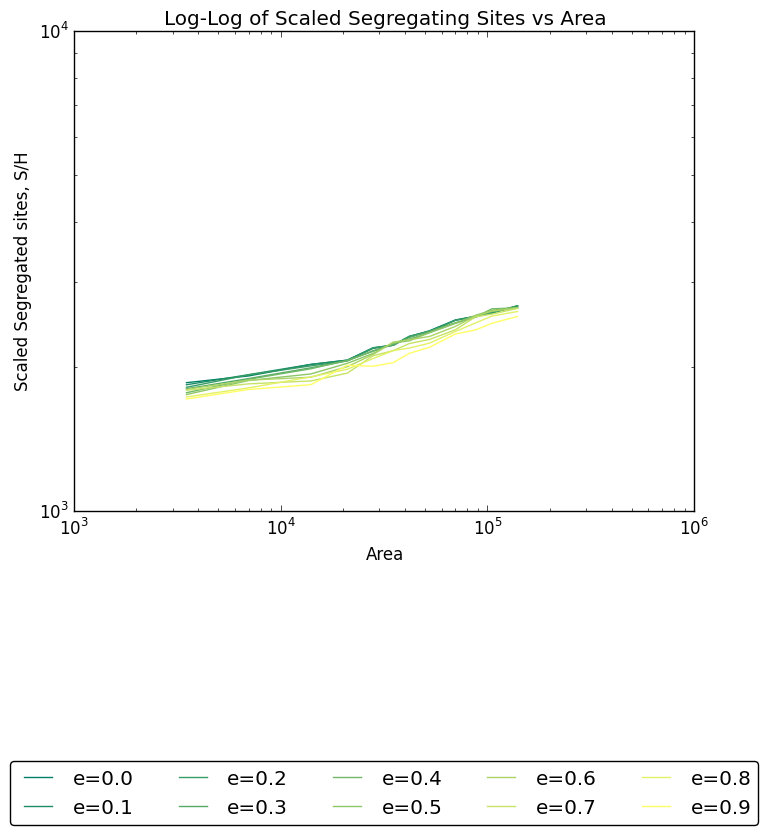 Log-Log of Scaled Segregating Sites vs Area
10^4
Scaled Segregated sites, S/H
10^3
10^3 10^4 10^5 10^6
Area
e=0.0 e=0.2 e=0.4 e=0.6 e=0.8
e=0.1 e=0.3 e=0.5 e=0.7 e=0.9